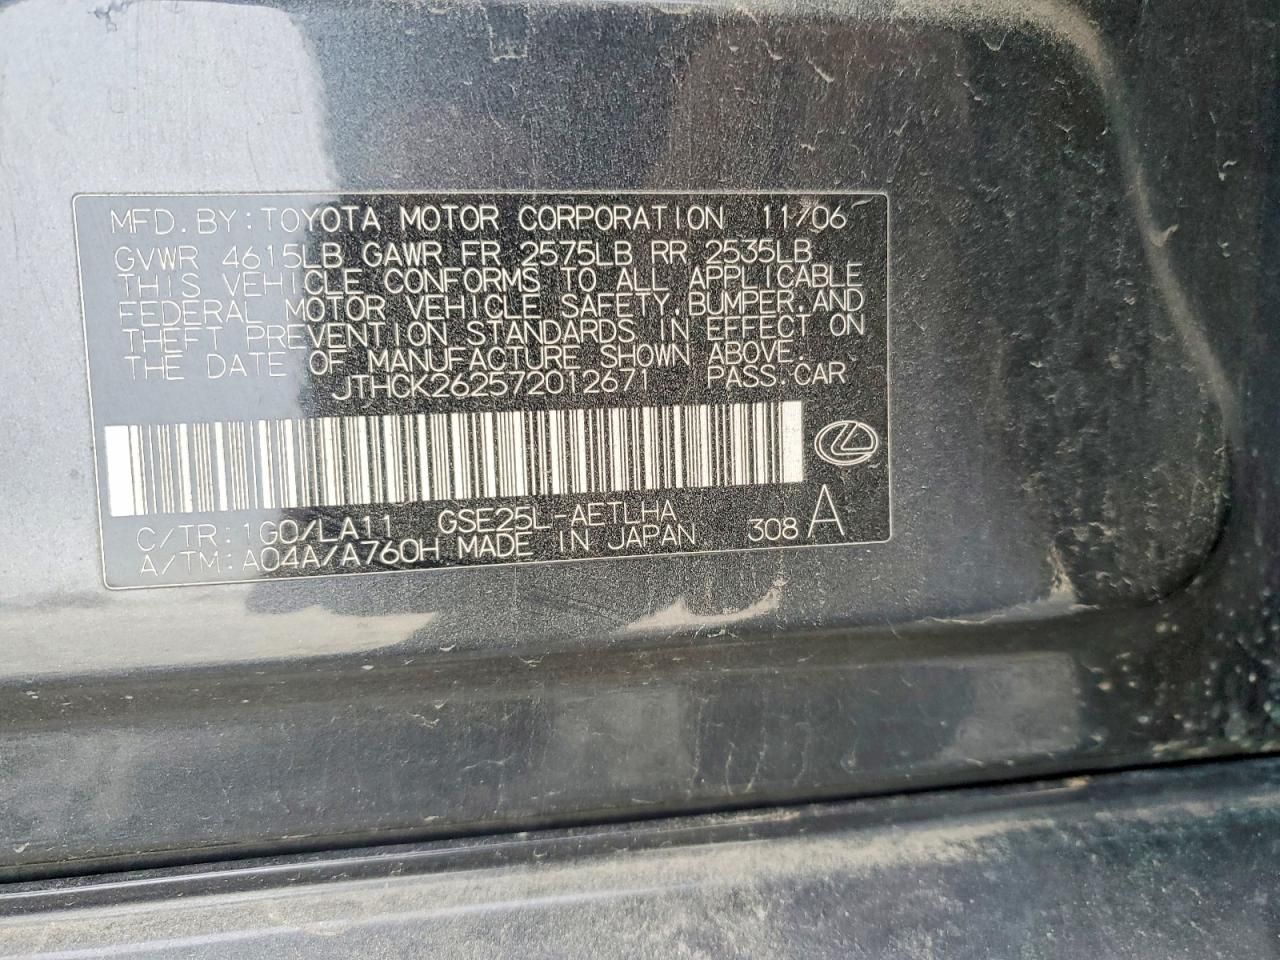 MFD. BY: TOYOTA MOTOR CORPORATION 11/06
GVWR 4615LB GAWR FR 2575LB RR 2535LB
THIS VEHICLE CONFORMS TO ALL APPLICABLE
FEDERAL MOTOR VEHICLE SAFETY, BUMPER, AND
THEFT PREVENTION STANDARDS IN EFFECT ON
THE DATE OF MANUFACTURE SHOWN ABOVE.
JTHCK262572012671 PASS. CAR
C/TR: 1G0/LA11 GSE25L-AETLHA
A/TM: A04A/A760H MADE IN JAPAN 308 A